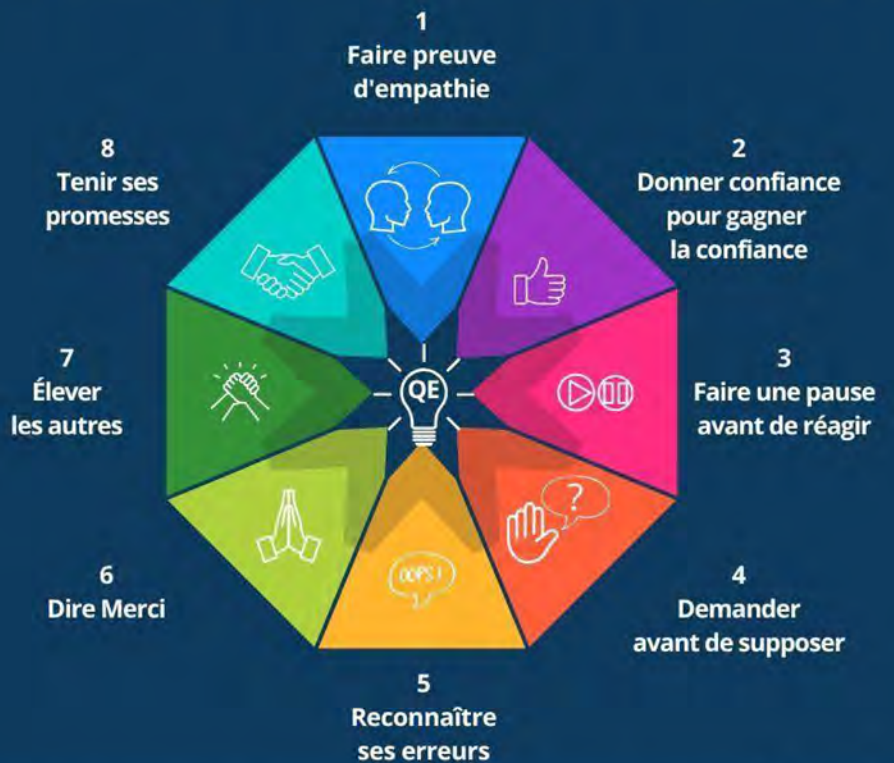 1
Faire preuve
d'empathie
2
Donner confiance
pour gagner
la confiance
3
Faire une pause
avant de réagir
4
Demander
avant de supposer
5
Reconnaître
ses erreurs
6
Dire Merci
7
Élever
les autres
8
Tenir ses
promesses
QE
?
OOPS!